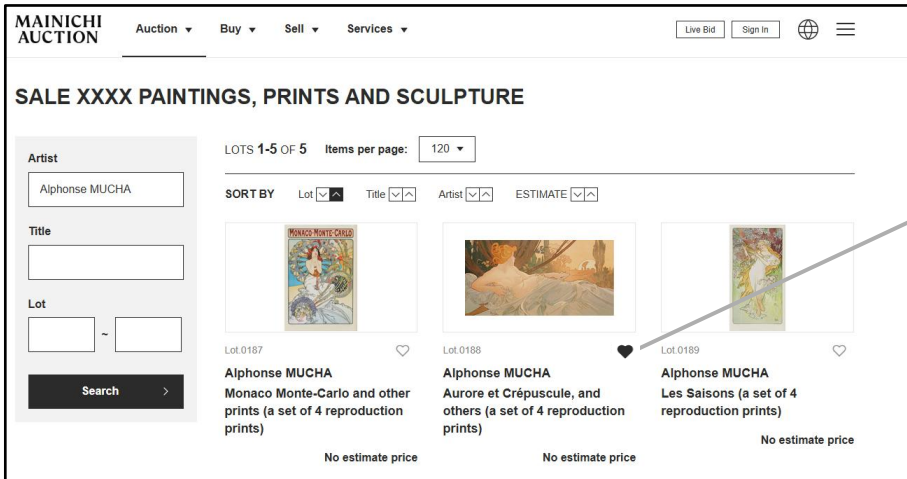 MAINICHI
AUCTION
Auction Buy Sell Services Live Bid Sign In
SALE XXXX PAINTINGS, PRINTS AND SCULPTURE
Artist
Alphonse MUCHA
Title
Lot
~
Search
LOTS 1-5 OF 5 Items per page: 120
SORT BY Lot Title Artist ESTIMATE
MONACO·MONTE-CARLO
Lot.0187
Alphonse MUCHA
Monaco Monte-Carlo and other
prints (a set of 4 reproduction
prints)
No estimate price
Lot.0188
Alphonse MUCHA
Aurore et Crépuscule, and
others (a set of 4 reproduction
prints)
No estimate price
Lot.0189
Alphonse MUCHA
Les Saisons (a set of 4
reproduction prints)
No estimate price